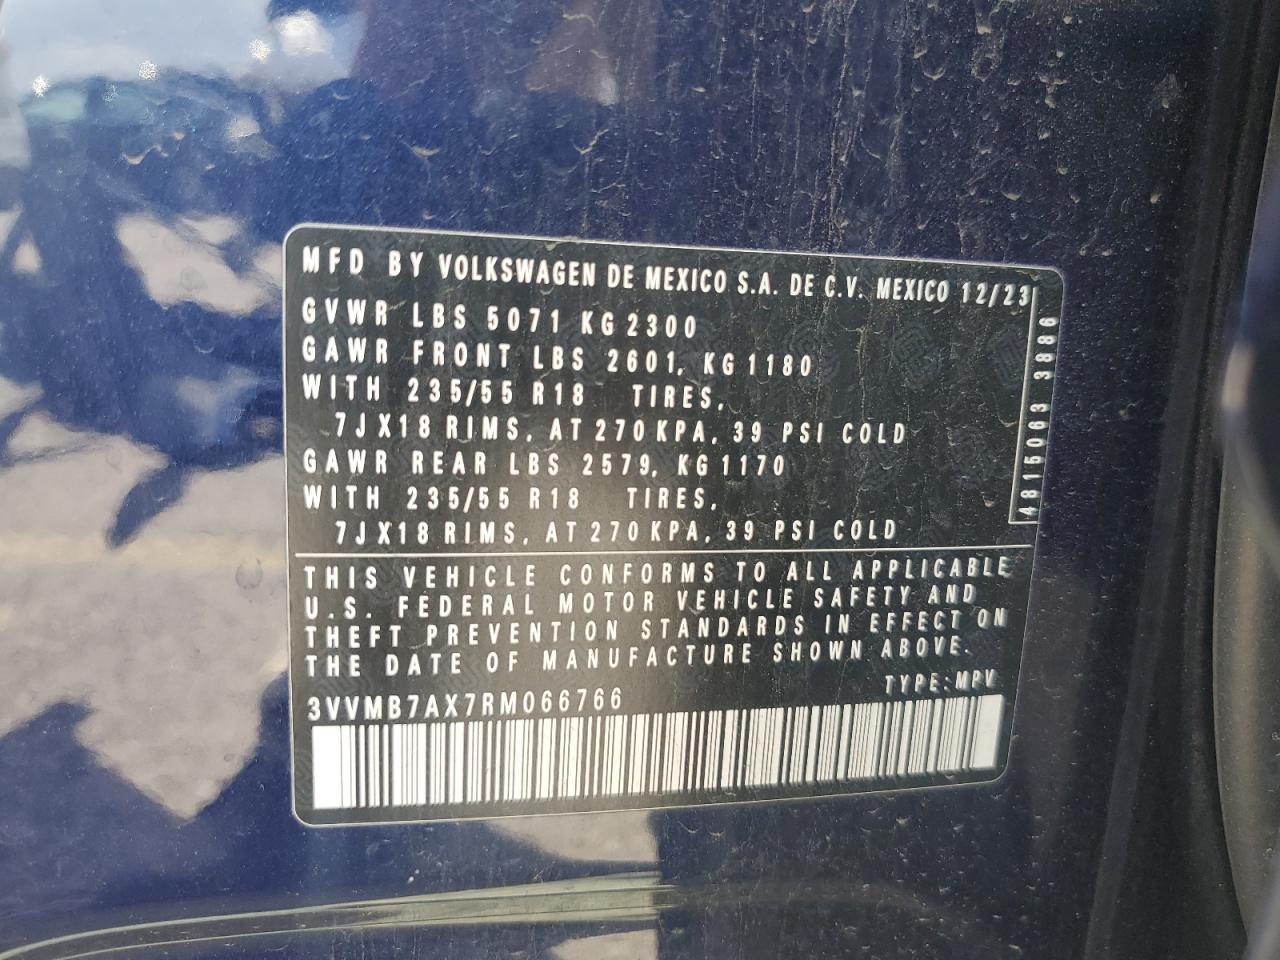 MFD BY VOLKSWAGEN DE MEXICO S.A. DE C.V. MEXICO 12/23
GVWR LBS 5071 KG 2300
GAWR FRONT LBS 2601, KG 1180
WITH 235/55 R18 TIRES,
7JX18 RIMS, AT 270 KPA, 39 PSI COLD
GAWR REAR LBS 2579, KG 1170
WITH 235/55 R18 TIRES,
7JX18 RIMS, AT 270 KPA, 39 PSI COLD
4815063 3886
THIS VEHICLE CONFORMS TO ALL APPLICABLE
U.S. FEDERAL MOTOR VEHICLE SAFETY AND
THEFT PREVENTION STANDARDS IN EFFECT ON
THE DATE OF MANUFACTURE SHOWN ABOVE.
TYPE:MPV
3VVMB7AX7RM066766